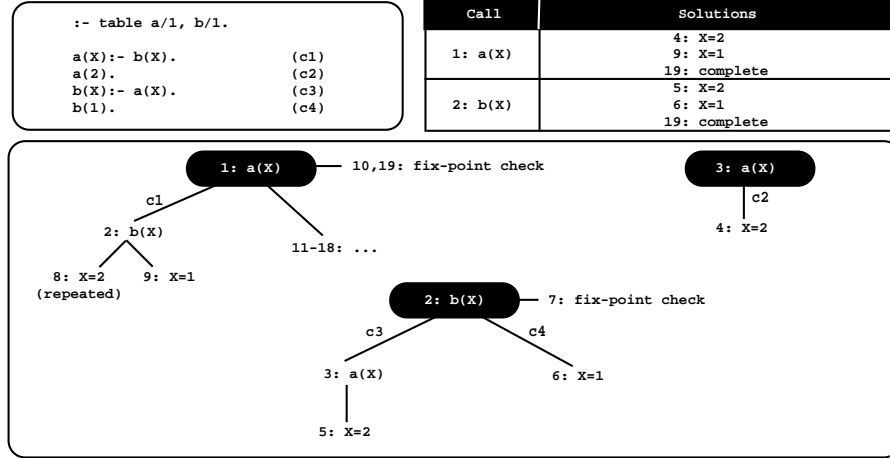 :- table a/1, b/1.
a(X):- b(X). (c1)
a(2). (c2)
b(X):- a(X). (c3)
b(1). (c4)
Call Solutions
1: a(X)
4: X=2
9: X=1
19: complete
2: b(X)
5: X=2
6: X=1
19: complete
1: a(X) 10,19: fix-point check
3: a(X)
c1
c2
2: b(X)
4: X=2
11-18: ...
8: X=2 9: X=1
(repeated)
2: b(X) 7: fix-point check
c3 c4
3: a(X) 6: X=1
5: X=2